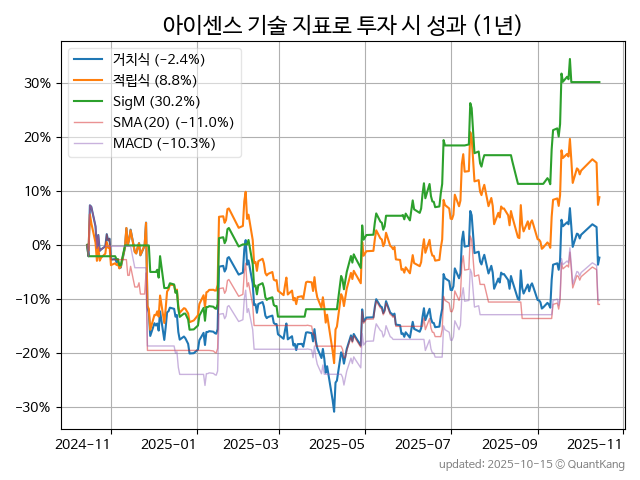 아이센스 기술 지표로 투자 시 성과 (1년)
거치식 (−2.4%)
적립식 (8.8%)
SigM (30.2%)
SMA(20) (−11.0%)
MACD (−10.3%)
30%
20%
10%
0%
−10%
−20%
−30%
2024-11 2025-01 2025-03 2025-05 2025-07 2025-09 2025-11
updated: 2025-10-15 © QuantKang